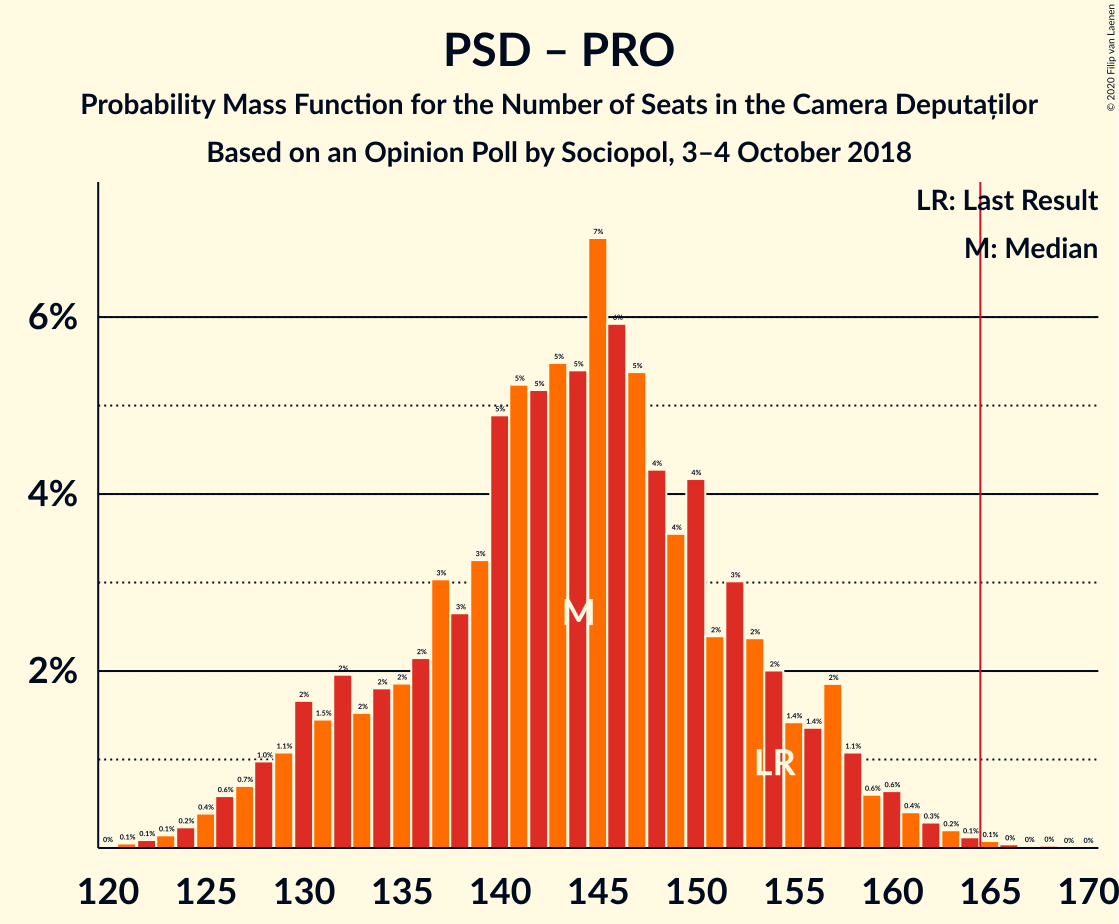 PSD – PRO
Probability Mass Function for the Number of Seats in the Camera Deputaților
Based on an Opinion Poll by Sociopol, 3–4 October 2018
© 2020 Filip van Laenen
LR: Last Result
M: Median
6%
4%
2%
0% 0.1% 0.1% 0.1% 0.2% 0.4% 0.6% 0.7% 1.0% 1.1% 2% 1.5% 2% 2% 2% 2% 2% 3% 3% 3% 5% 5% 5% 5% 5% 7% 6% 5% 4% 4% 4% 2% 3% 2% 2% 1.4% 1.4% 2% 1.1% 0.6% 0.6% 0.4% 0.3% 0.2% 0.1% 0.1% 0% 0% 0% 0% 0%
M
LR
120 125 130 135 140 145 150 155 160 165 170